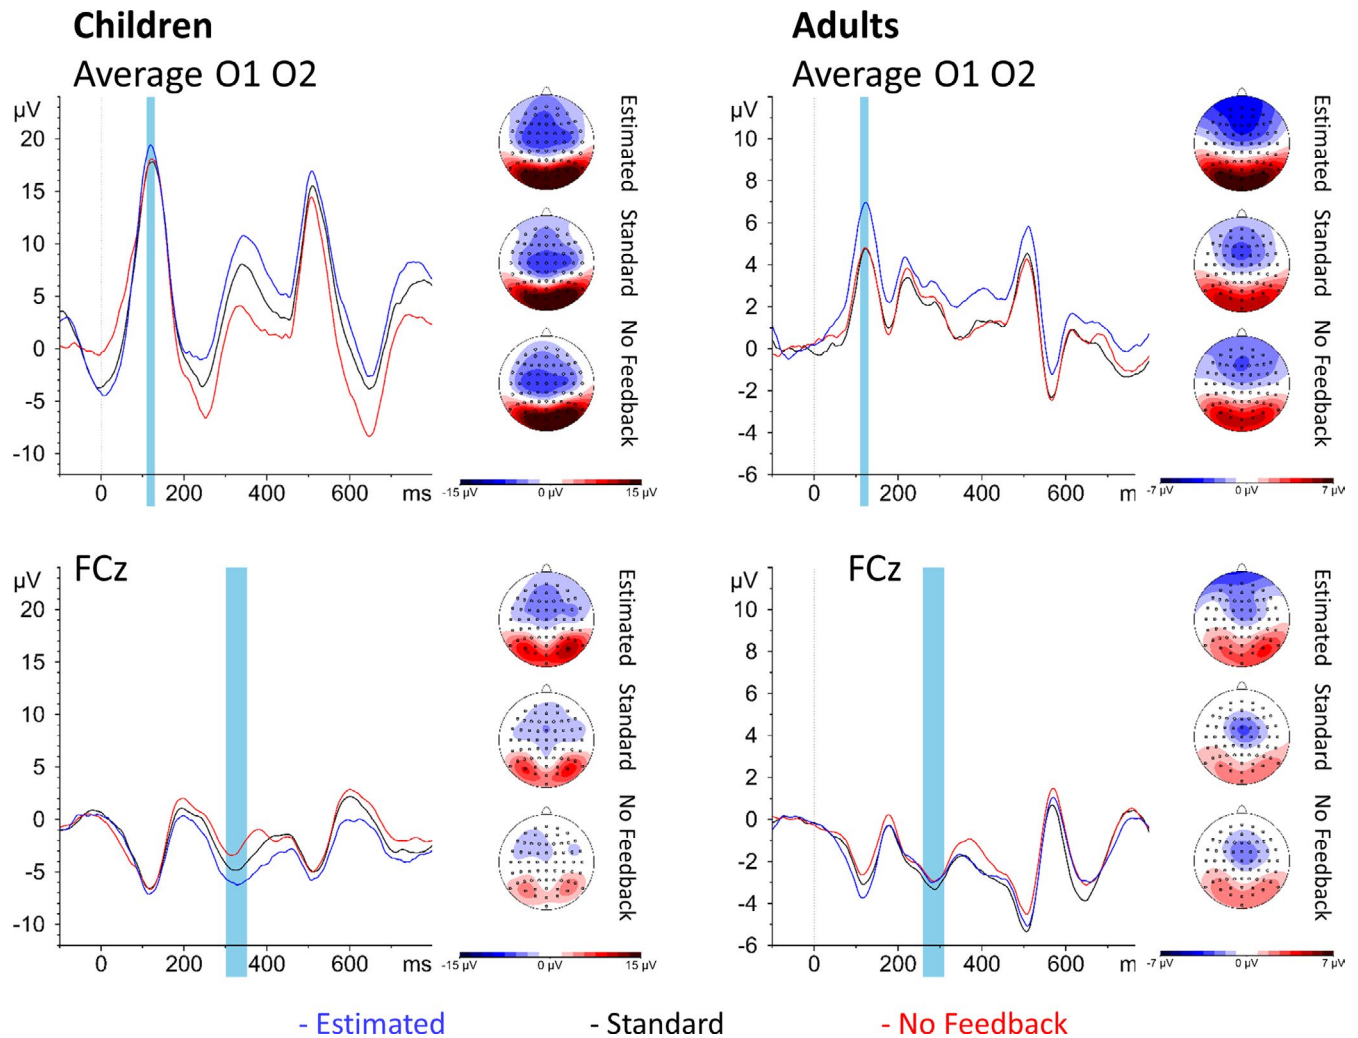 Children
Average O1 O2
µV
20
15
10
5
0
-5
-10
0 200 400 600 ms
Estimated
Standard
No Feedback
-15 µV 0 µV 15 µV
Adults
Average O1 O2
µV
10
8
6
4
2
0
-2
-4
-6
0 200 400 600 m
Estimated
Standard
No Feedback
-7 µV 0 µV 7 µV
FCz
µV
20
15
10
5
0
-5
-10
0 200 400 600 ms
Estimated
Standard
No Feedback
-15 µV 0 µV 15 µV
FCz
µV
10
8
6
4
2
0
-2
-4
-6
0 200 400 600 m
Estimated
Standard
No Feedback
-7 µV 0 µV 7 µV
- Estimated - Standard - No Feedback